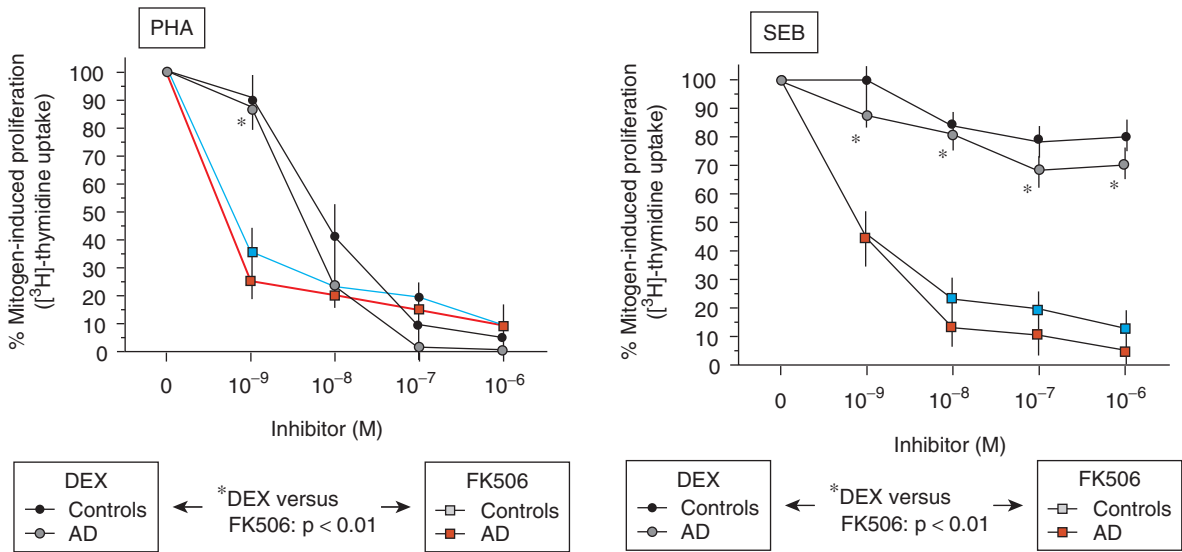 PHA
% Mitogen-induced proliferation
([³H]-thymidine uptake)
100
90
80
70
60
50
40
30
20
10
0
*
0
10⁻⁹
10⁻⁸
10⁻⁷
10⁻⁶
Inhibitor (M)
DEX
Controls
AD
*DEX versus
FK506: p < 0.01
FK506
Controls
AD
SEB
% Mitogen-induced proliferation
([³H]-thymidine uptake)
100
90
80
70
60
50
40
30
20
10
0
*
*
*
*
0
10⁻⁹
10⁻⁸
10⁻⁷
10⁻⁶
Inhibitor (M)
DEX
Controls
AD
*DEX versus
FK506: p < 0.01
FK506
Controls
AD